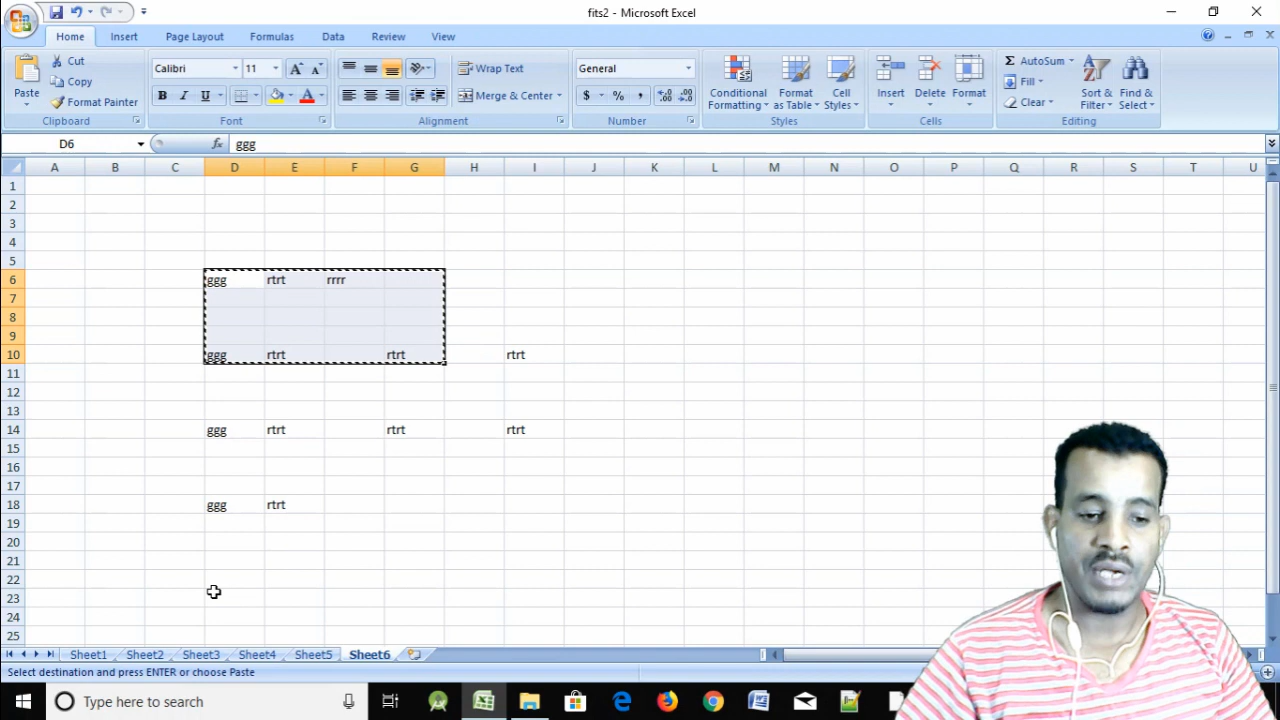 fits2 - Microsoft Excel
Home Insert Page Layout Formulas Data Review View
Paste Cut Copy Format Painter Clipboard
Calibri 11 B I U A A A Font
Wrap Text Merge & Center Alignment
General $ % , Number
Conditional Formatting Format as Table Cell Styles Styles
Insert Delete Format Cells
Σ AutoSum Fill Clear Sort & Filter Find & Select Editing
D6 fx ggg
A B C D E F G H I J K L M N O P Q R S T U
1
2
3
4
5
6 ggg rtrt rrrr
7
8
9
10 ggg rtrt rtrt rtrt
11
12
13
14 ggg rtrt rtrt rtrt
15
16
17
18 ggg rtrt
19
20
21
22
23
24
25
Sheet1 Sheet2 Sheet3 Sheet4 Sheet5 Sheet6
Select destination and press ENTER or choose Paste
Type here to search